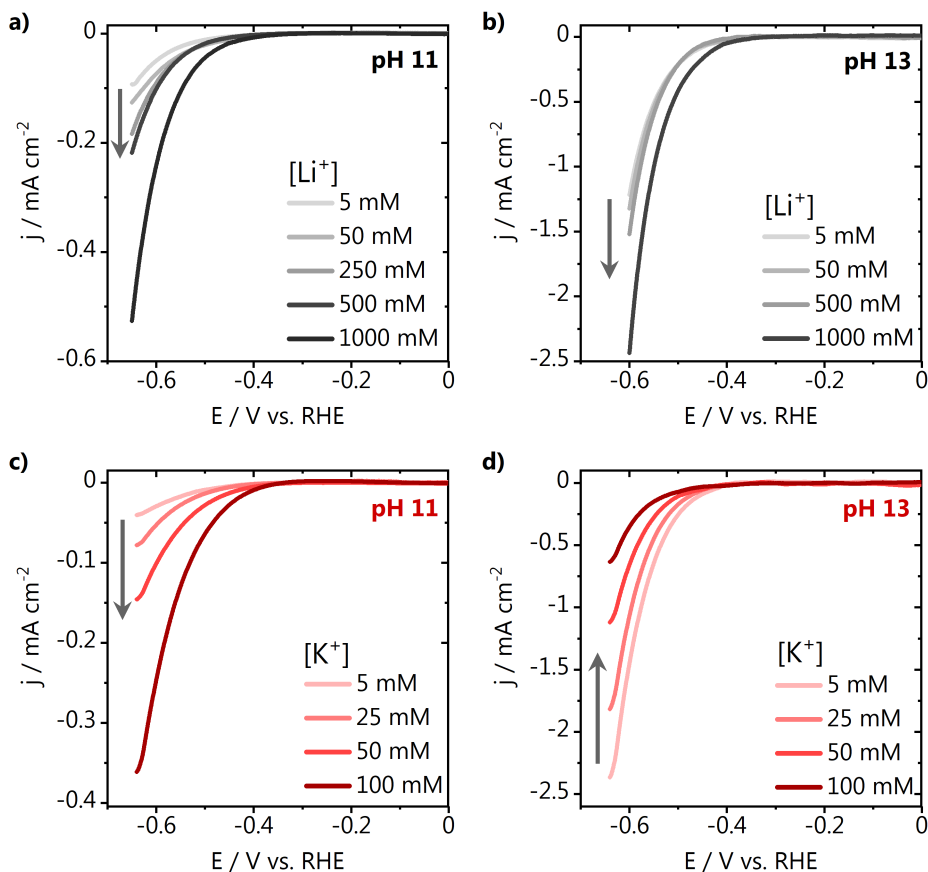 a)
pH 11
0
-0.2
-0.4
-0.6
j / mA cm⁻²
[Li⁺]
5 mM
50 mM
250 mM
500 mM
1000 mM
-0.6 -0.4 -0.2 0
E / V vs. RHE
b)
pH 13
0
-0.5
-1
-1.5
-2
-2.5
j / mA cm⁻²
[Li⁺]
5 mM
50 mM
500 mM
1000 mM
-0.6 -0.4 -0.2 0
E / V vs. RHE
c)
pH 11
0
-0.1
-0.2
-0.3
-0.4
j / mA cm⁻²
[K⁺]
5 mM
25 mM
50 mM
100 mM
-0.6 -0.4 -0.2 0
E / V vs. RHE
d)
pH 13
0
-0.5
-1
-1.5
-2
-2.5
j / mA cm⁻²
[K⁺]
5 mM
25 mM
50 mM
100 mM
-0.6 -0.4 -0.2 0
E / V vs. RHE